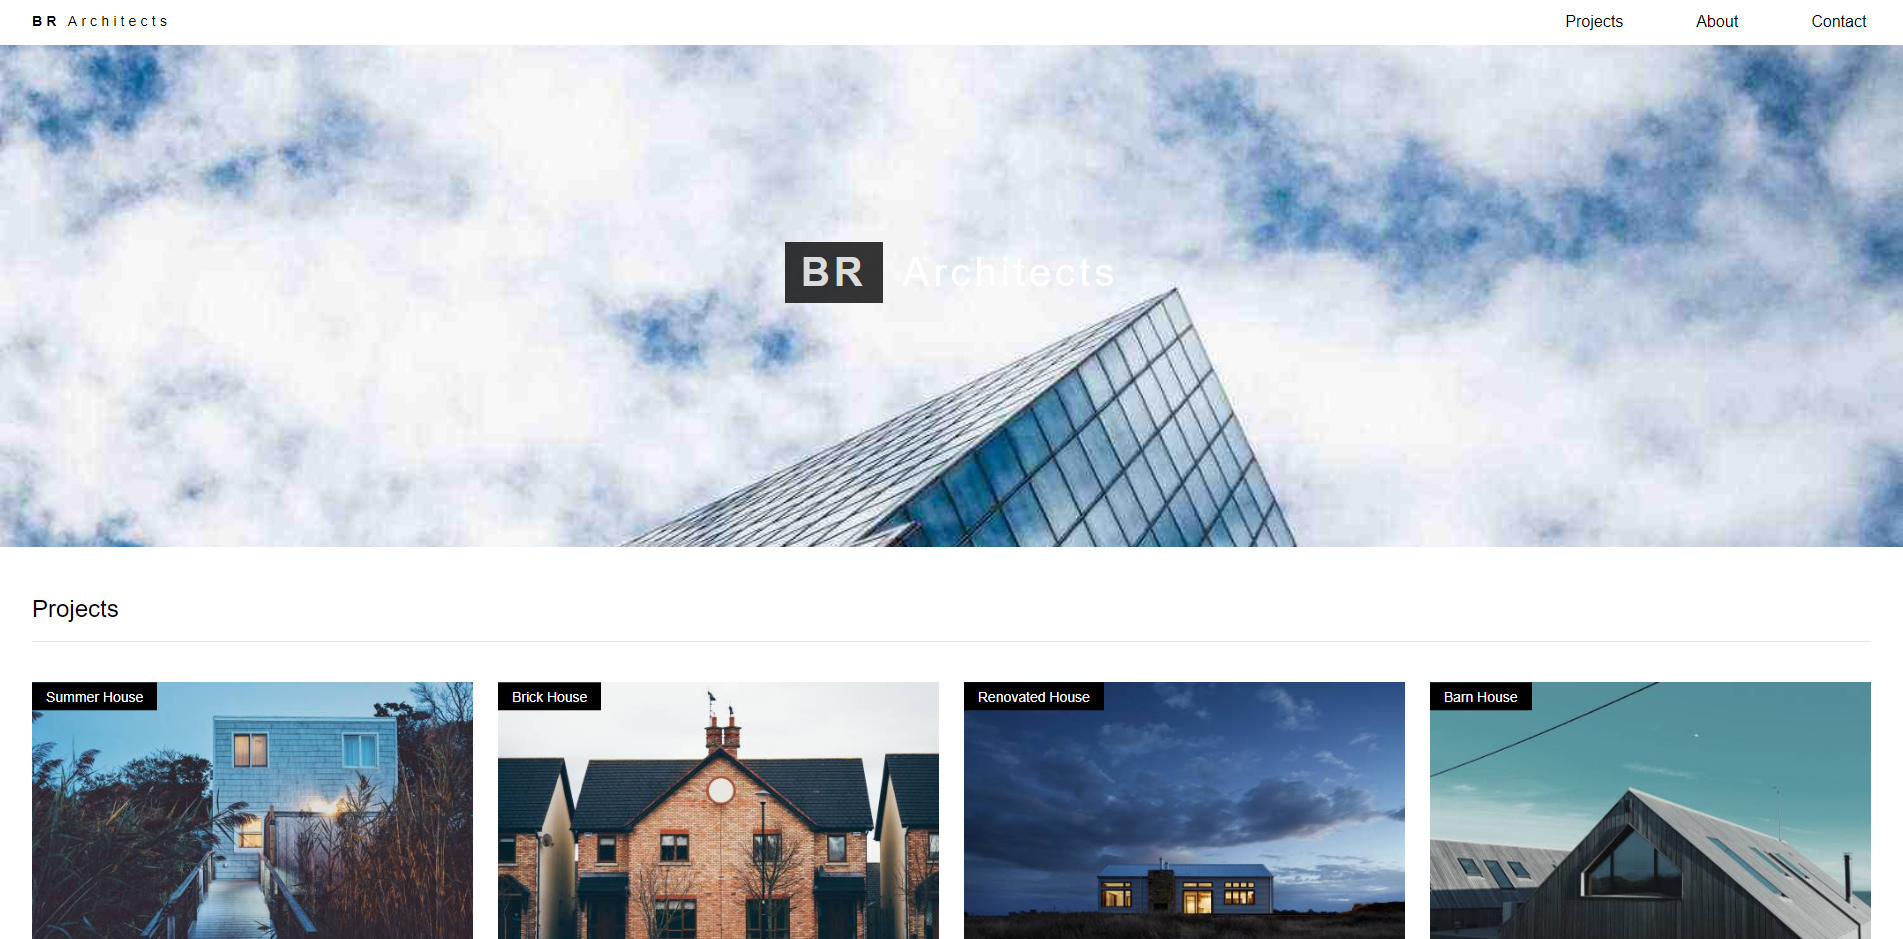 BR Architects
Projects
About
Contact
BR Architects
Projects
Summer House
Brick House
Renovated House
Barn House